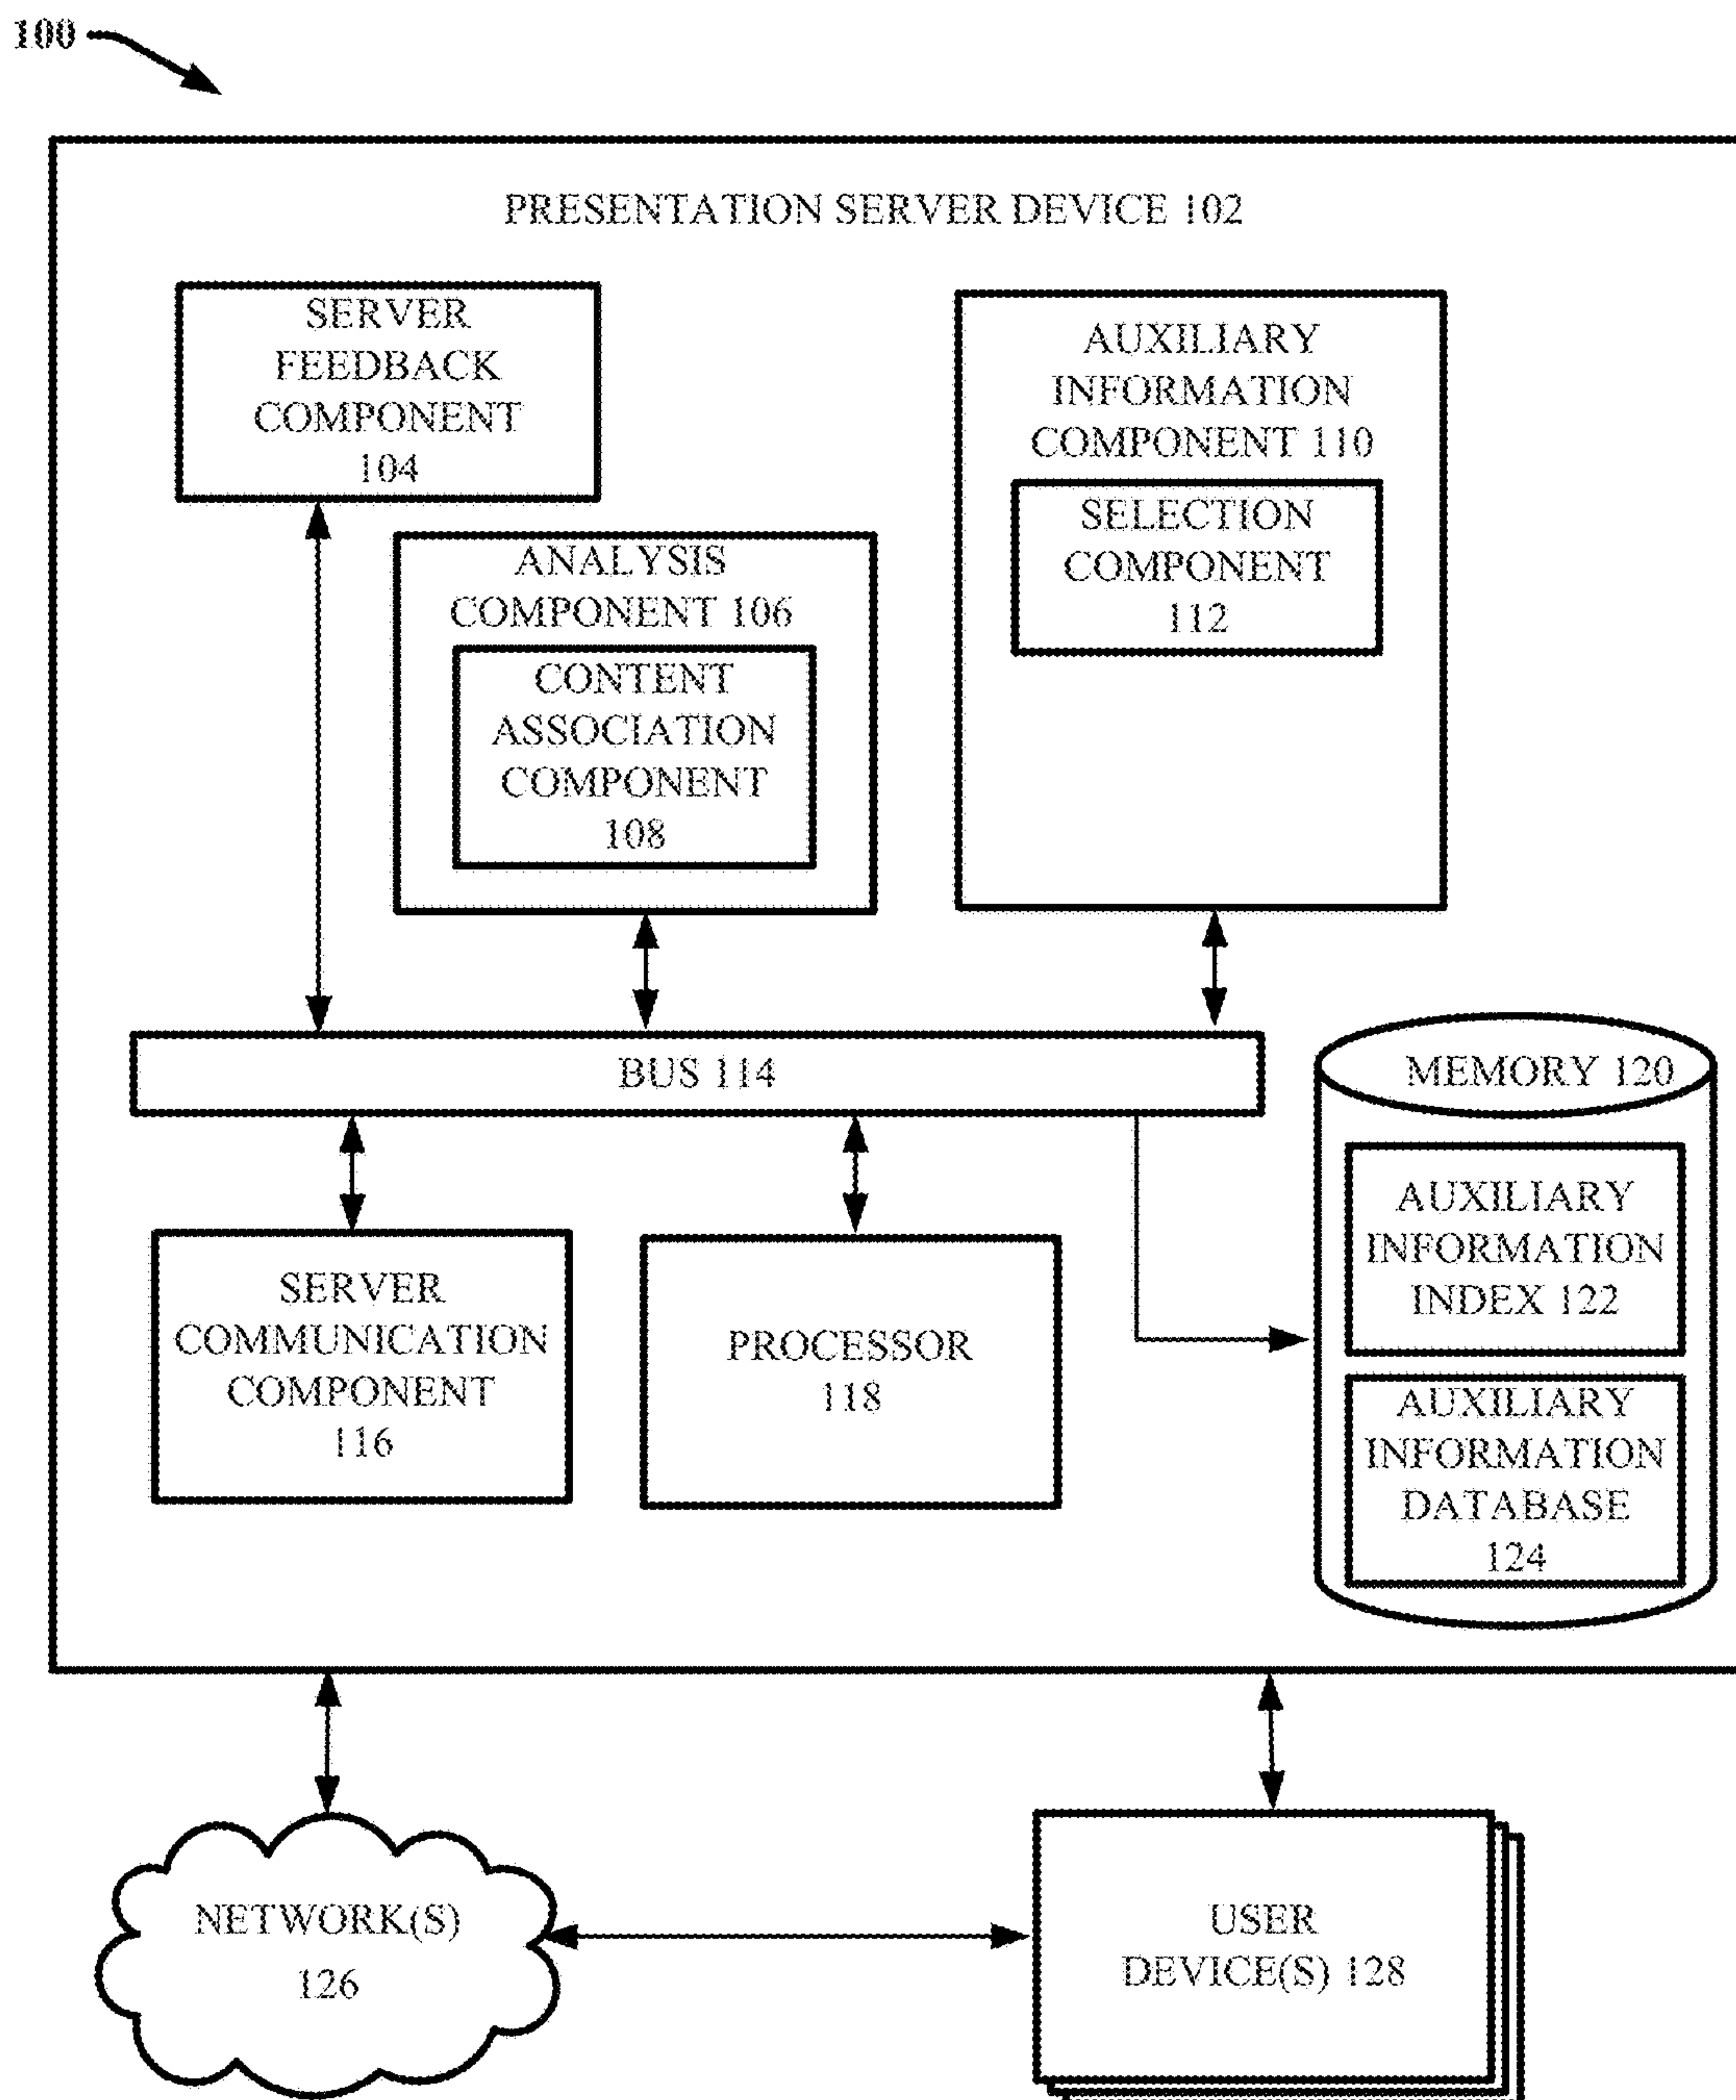 100
PRESENTATION SERVER DEVICE 102
SERVER
FEEDBACK
COMPONENT
104
AUXILIARY
INFORMATION
COMPONENT 110
SELECTION
COMPONENT
112
ANALYSIS
COMPONENT 106
CONTENT
ASSOCIATION
COMPONENT
108
BUS 114
MEMORY 120
AUXILIARY
INFORMATION
INDEX 122
AUXILIARY
INFORMATION
DATABASE
124
SERVER
COMMUNICATION
COMPONENT
116
PROCESSOR
118
NETWORK(S)
126
USER
DEVICE(S) 128